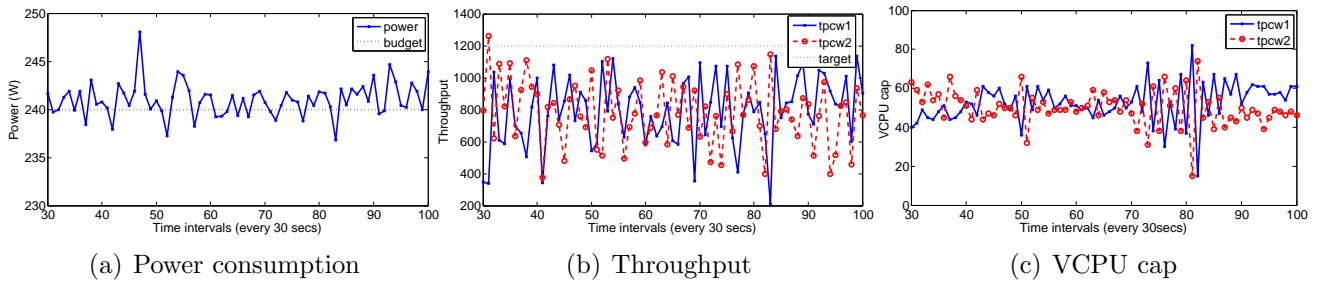 250
245
240
235
230
Power (W)
30 40 50 60 70 80 90 100
Time intervals (every 30 secs)
power
budget
(a) Power consumption
1400
1200
1000
800
600
400
200
Throughput
30 40 50 60 70 80 90 100
Time intervals (every 30 secs)
tpcw1
tpcw2
target
(b) Throughput
100
80
60
40
20
0
VCPU cap
30 40 50 60 70 80 90 100
Time intervals (every 30secs)
tpcw1
tpcw2
(c) VCPU cap